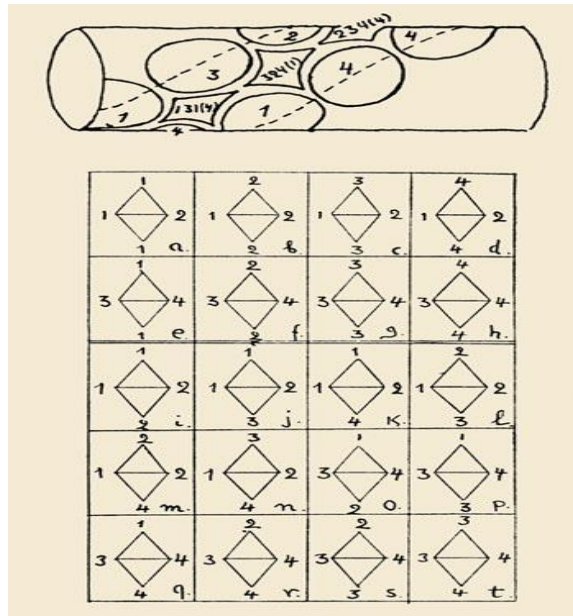 2 234(4) 4
3 324(1) 4
1 131(4) 1
4
1 2 3 4
1 2 1 2 1 2 1 2
1 a. 2 b. 3 c. 4 d.
1 2 3 4
3 4 3 4 3 4 3 4
1 e. 2 f. 3 g. 4 h.
1 1 1 2
1 2 1 2 1 2 1 2
2 i. 3 j. 4 K. 3 l.
2 3 1 1
1 2 1 2 3 4 3 4
4 m. 4 n. 2 O. 3 P.
1 2 2 3
3 4 3 4 3 4 3 4
4 q. 4 r. 3 s. 4 t.